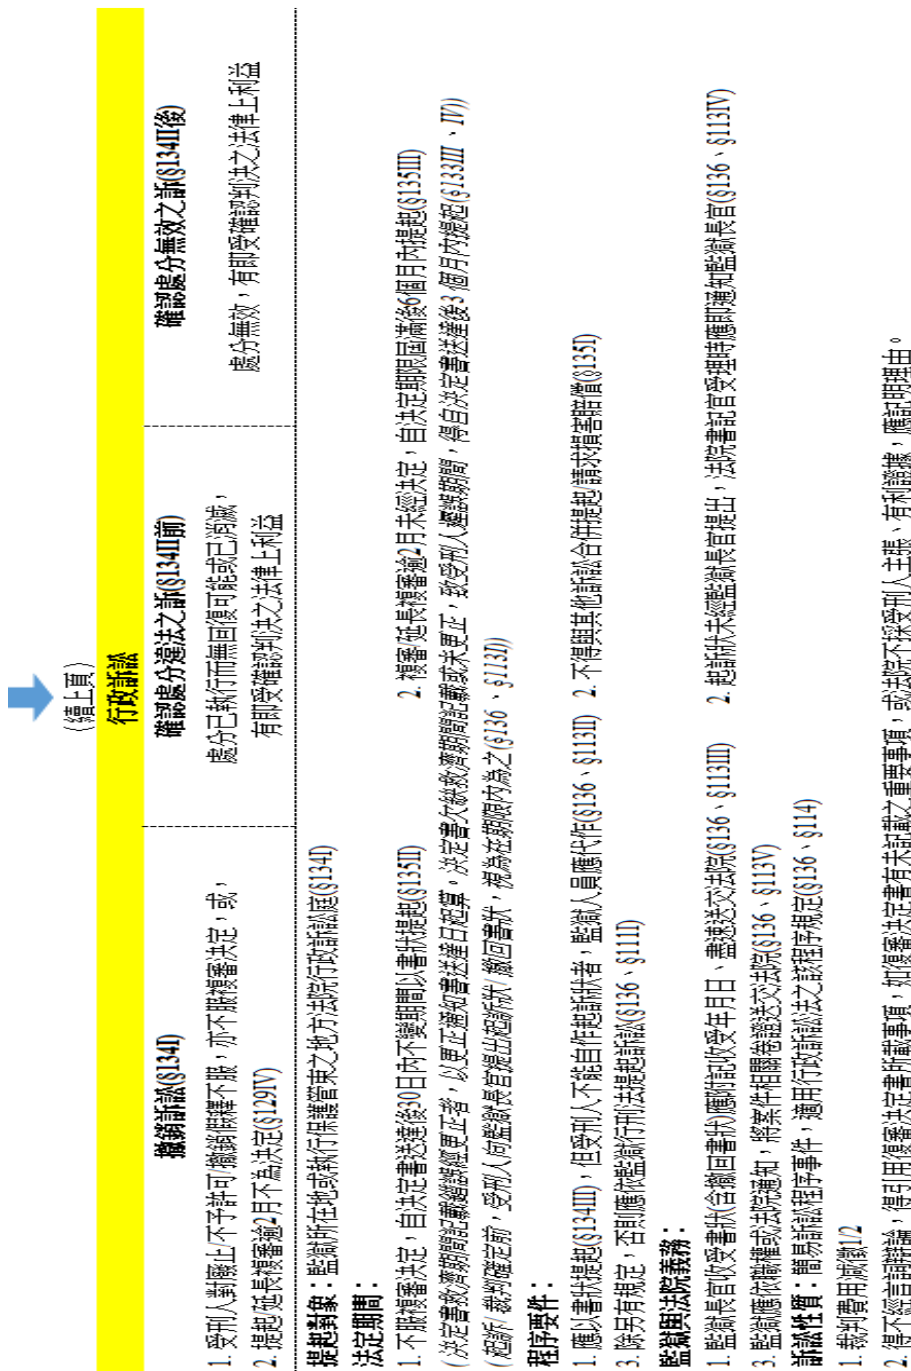 (續上頁)
行政訴訟
撤銷訴訟(§134I)
確認處分違法之訴(§134II前)
確認處分無效之訴(§134II後)
1. 受刑人對廢止/不予許可/撤銷假釋不服，亦不服複審決定，或，
2. 提起/延長複審逾2月不為決定(§129IV)
處分已執行而無回復可能或已消滅，
有即受確認判決之法律上利益
處分無效，有即受確認判決之法律上利益
提起對象：監獄所在地或執行保護管束之地方法院行政訴訟庭(§134I)
法定期間：
1. 不服複審決定，自決定書送達後30日內不變期間以書狀提起(§135II)
2. 複審/延長複審逾2月未經決定，自決定期限屆滿後6個月內提起(§135III)
(決定書救濟期間記載錯誤經更正者，以更正通知書送達日起算。決定書欠缺救濟期間記載或未更正，致受刑人遲誤期間，得自決定書送達後3 個月內提起(§133III、IV))
(起訴/裁判確定前，受刑人向監獄長官提出起訴狀/撤回書狀，視為在期限內為之(§136、§113I))
程序要件：
1. 應以書狀提起(§134III)，但受刑人不能自作起訴狀者，監獄人員應代作(§136、§113II)
2. 不得與其他訴訟合併提起/請求損害賠償(§135I)
3. 除另有規定，否則應依監獄行刑法提起訴訟(§136、§111I)
監獄與法院義務：
1. 監獄長官收受書狀(含撤回書狀)應附記收受年月日、盡速送交法院(§136、§113III)
2. 起訴狀未經監獄長官提出，法院書記官受理時應即通知監獄長官(§136、§113IV)
3. 監獄應依職權或法院通知，將案件相關卷證送交法院(§136、§113V)
訴訟性質：簡易訴訟程序事件，適用行政訴訟法之該程序規定(§136、§114)
1. 裁判費用減徵1/2
2. 得不經言詞辯論，得引用復審決定書所載事項，如復審決定書有未記載之重要事項，或法院不採受刑人主張、有利證據，應記明理由。